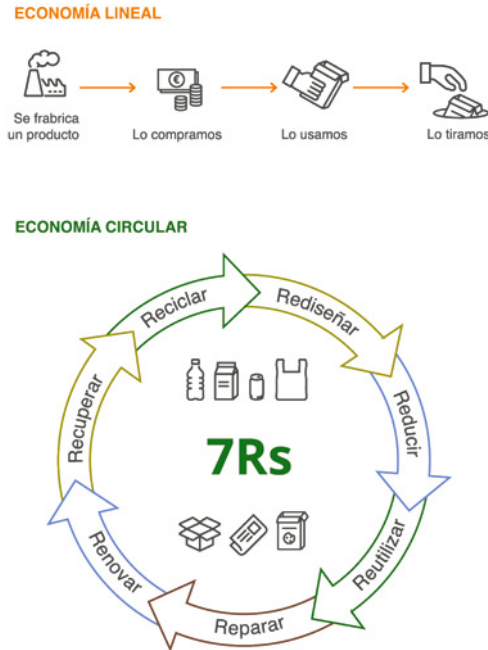 ECONOMÍA LINEAL
Se frabrica
un producto
Lo compramos
Lo usamos
Lo tiramos
ECONOMÍA CIRCULAR
Reciclar
Rediseñar
Reducir
Reutilizar
Reparar
Renovar
Recuperar
7Rs